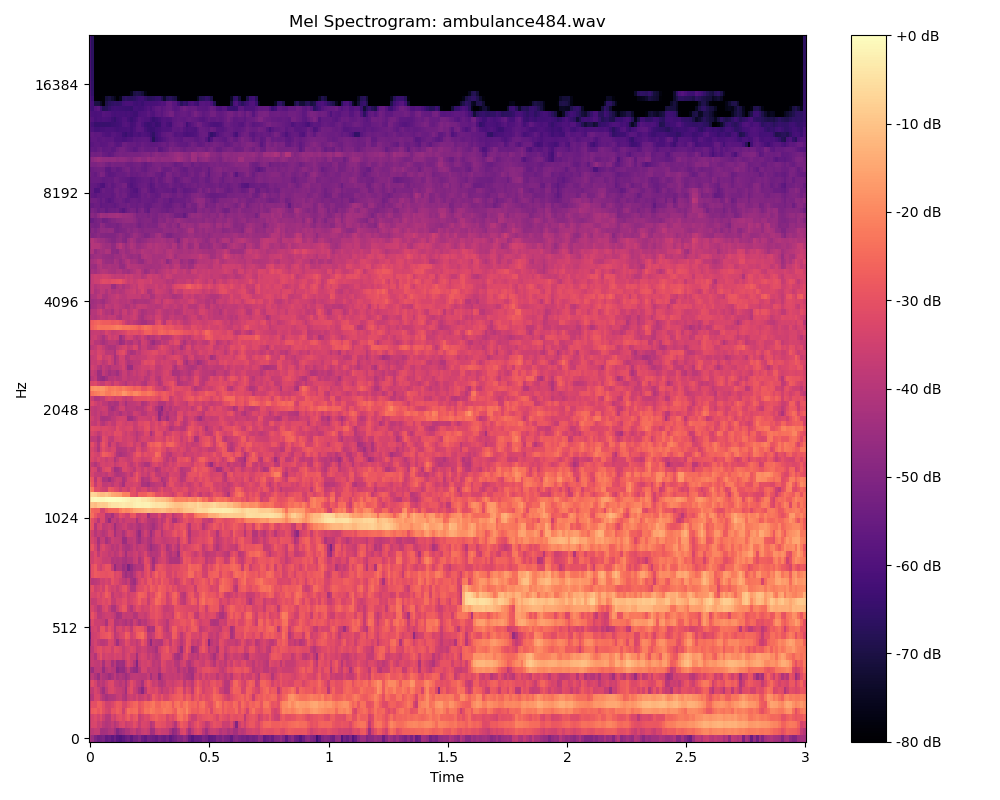 Mel Spectrogram: ambulance484.wav
Hz
16384
8192
4096
2048
1024
512
0
0 0.5 1 1.5 2 2.5 3
Time
+0 dB
-10 dB
-20 dB
-30 dB
-40 dB
-50 dB
-60 dB
-70 dB
-80 dB